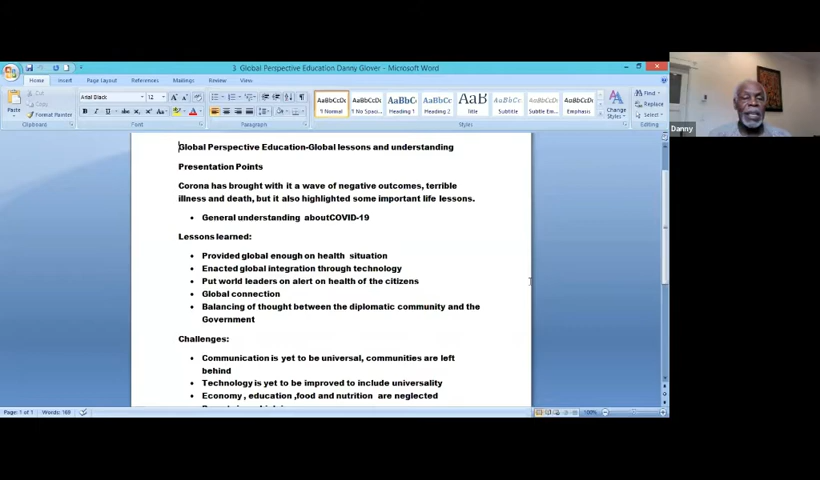 3 Global Perspective Education Danny Glover - Microsoft Word
Home Insert Page Layout References Mailings Review View
Cut
Copy
Paste
Format Painter
Clipboard
Arial Black 12
Font
Paragraph
AaBbCcDc AaBbCcDc AaBbC AaBbCc AaB AaBbCc AaBbCcDc AaBbCcDc
Normal No Spaci... Heading 1 Heading 2 Title Subtitle Subtle Em... Emphasis
Change Styles
Styles
Find
Replace
Select
Editing
Danny
Global Perspective Education-Global lessons and understanding
Presentation Points
Corona has brought with it a wave of negative outcomes, terrible
illness and death, but it also highlighted some important life lessons.
• General understanding aboutCOVID-19
Lessons learned:
• Provided global enough on health situation
• Enacted global integration through technology
• Put world leaders on alert on health of the citizens
• Global connection
• Balancing of thought between the diplomatic community and the
Government
Challenges:
• Communication is yet to be universal, communities are left
behind
• Technology is yet to be improved to include universality
• Economy , education ,food and nutrition are neglected
Page: 1 of 1 Words: 169
100%